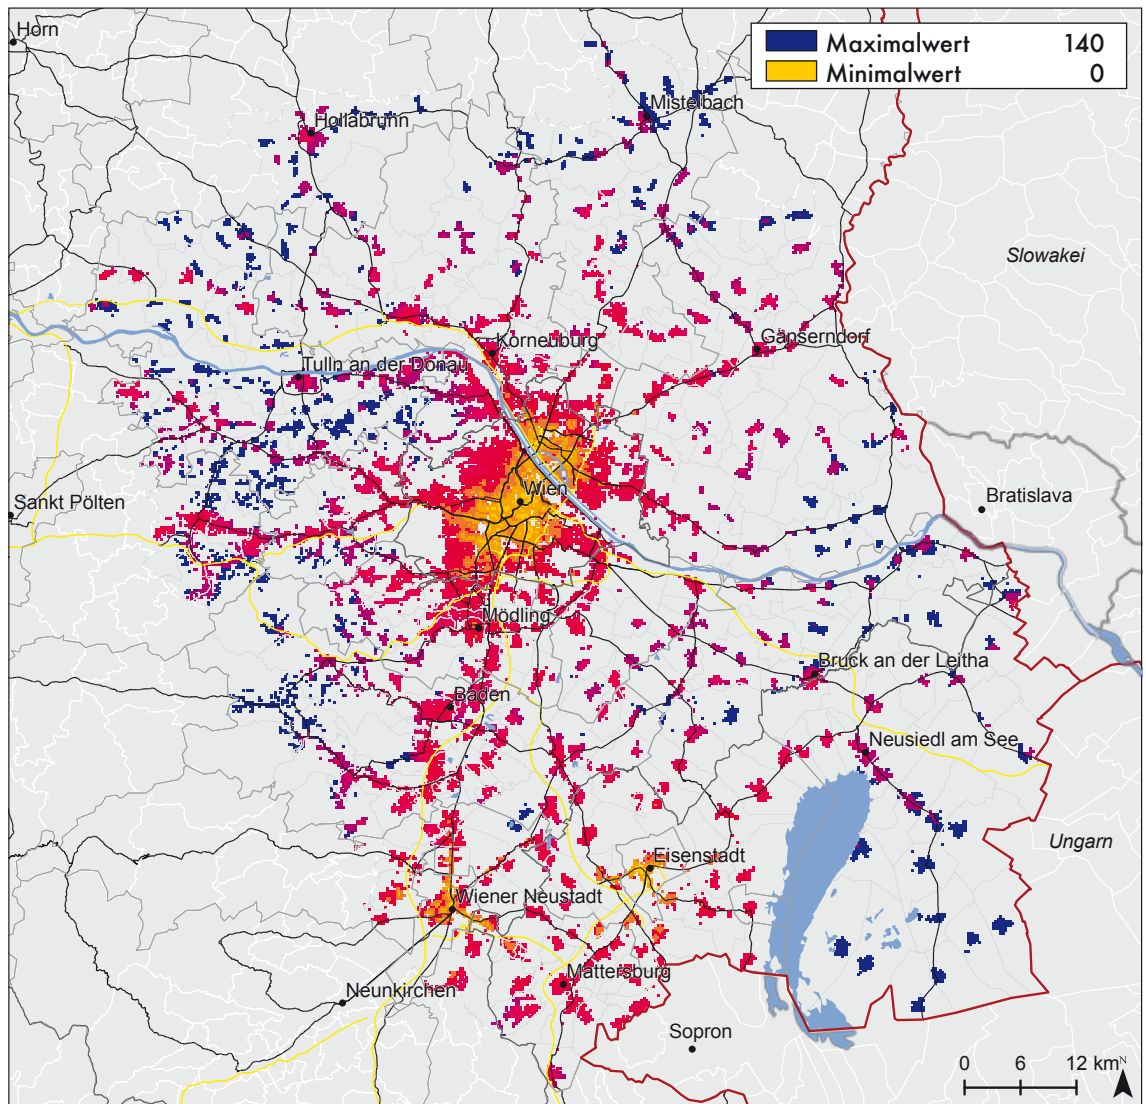 Horn
Maximalwert 140
Minimalwert 0
Mistelbach
Hollabrunn
Slowakei
Korneuburg
Gänserndorf
Tulln an der Donau
Wien
Sankt Pölten
Bratislava
Mödling
Bruck an der Leitha
Baden
Neusiedl am See
Ungarn
Eisenstadt
Wiener Neustadt
Mattersburg
Neunkirchen
Sopron
0 6 12 km
N